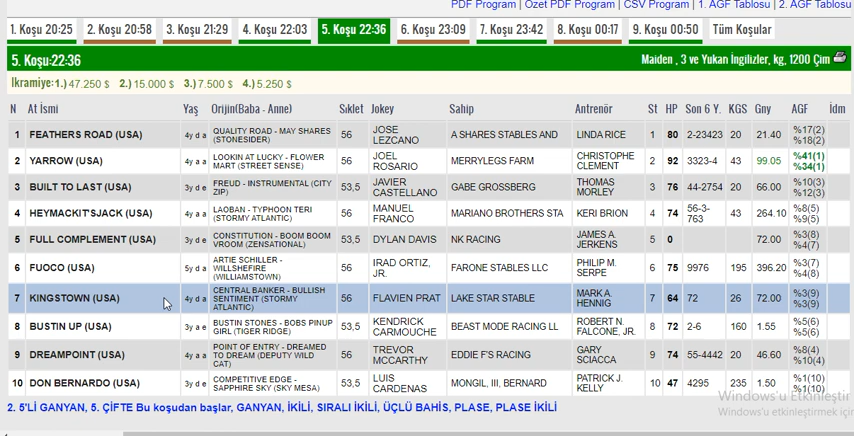 PDF Program | Özet PDF Program | CSV Program | 1. AGF Tablosu | 2. AGF Tablosu
1. Koşu 20:25 2. Koşu 20:58 3. Koşu 21:29 4. Koşu 22:03 5. Koşu 22:36 6. Koşu 23:09 7. Koşu 23:42 8. Koşu 00:17 9. Koşu 00:50 Tüm Koşular
5. Koşu:22:36 Maiden , 3 ve Yukarı İngilizler, kg, 1200 Çim
İkramiye:1.) 47.250 $ 2.) 15.000 $ 3.) 7.500 $ 4.) 5.250 $
N At İsmi Yaş Orijin(Baba - Anne) Sıklet Jokey Sahip Antrenör St HP Son 6 Y. KGS Gny AGF İdm
1 FEATHERS ROAD (USA) 4y d a QUALITY ROAD - MAY SHARES (STONESIDER) 56 JOSE LEZCANO A SHARES STABLES AND LINDA RICE 1 80 2-23423 20 21.40 %17(2) %18(2)
2 YARROW (USA) 4y a a LOOKIN AT LUCKY - FLOWER MART (STREET SENSE) 56 JOEL ROSARIO MERRYLEGS FARM CHRISTOPHE CLEMENT 2 92 3323-4 43 99.05 %41(1) %34(1)
3 BUILT TO LAST (USA) 3y d e FREUD - INSTRUMENTAL (CITY ZIP) 53,5 JAVIER CASTELLANO GABE GROSSBERG THOMAS MORLEY 3 76 44-2754 20 66.00 %10(3) %12(3)
4 HEYMACKIT'SJACK (USA) 4y d a LAOBAN - TYPHOON TERI (STORMY ATLANTIC) 56 MANUEL FRANCO MARIANO BROTHERS STA KERI BRION 4 74 56-3-763 43 264.10 %8(5) %9(5)
5 FULL COMPLEMENT (USA) 3y d e CONSTITUTION - BOOM BOOM VROOM (ZENSATIONAL) 53,5 DYLAN DAVIS NK RACING JAMES A. JERKENS 5 0 72.00 %3(8) %4(7)
6 FUOCO (USA) 5y d a ARTIE SCHILLER - WILLSHEFIRE (WILLIAMSTOWN) 56 IRAD ORTIZ, JR. FARONE STABLES LLC PHILIP M. SERPE 6 75 9976 195 396.20 %3(7) %4(8)
7 KINGSTOWN (USA) 4y d a CENTRAL BANKER - BULLISH SENTIMENT (STORMY ATLANTIC) 56 FLAVIEN PRAT LAKE STAR STABLE MARK A. HENNIG 7 64 72 26 72.00 %3(9) %3(9)
8 BUSTIN UP (USA) 3y a e BUSTIN STONES - BOBS PINUP GIRL (TIGER RIDGE) 53,5 KENDRICK CARMOUCHE BEAST MODE RACING LL ROBERT N. FALCONE, JR. 8 72 2-6 160 1.55 %5(6) %5(6)
9 DREAMPOINT (USA) 4y a a POINT OF ENTRY - DREAMED TO DREAM (DEPUTY WILD CAT) 56 TREVOR MCCARTHY EDDIE F'S RACING GARY SCIACCA 9 74 55-4442 20 46.60 %8(4) %10(4)
10 DON BERNARDO (USA) 3y d e COMPETITIVE EDGE - SAPPHIRE SKY (SKY MESA) 53,5 LUIS CARDENAS MONGIL, III, BERNARD PATRICK J. KELLY 10 47 4295 235 1.50 %1(10) %1(10)
2. 5'Lİ GANYAN, 5. ÇİFTE Bu koşudan başlar, GANYAN, İKİLİ, SIRALI İKİLİ, ÜÇLÜ BAHİS, PLASE, PLASE İKİLİ
Windows'u Etkinleştir
Windows'u etkinleştirmek için